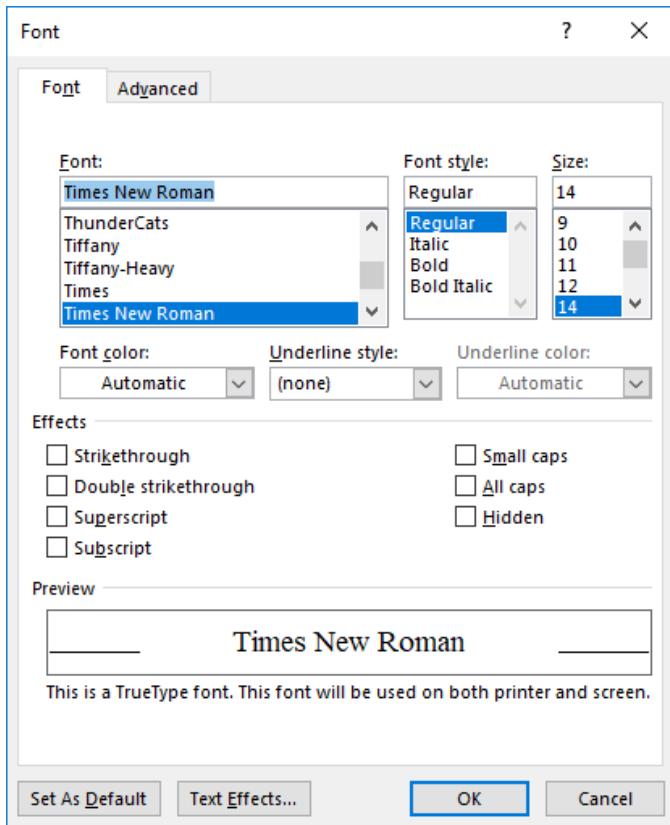 Font ?
Font Advanced
Font: Font style: Size:
Times New Roman Regular 14
ThunderCats Regular 9
Tiffany Italic 10
Tiffany-Heavy Bold 11
Times Bold Italic 12
Times New Roman 14
Font color: Underline style: Underline color:
Automatic (none) Automatic
Effects
Strikethrough Small caps
Double strikethrough All caps
Superscript Hidden
Subscript
Preview
Times New Roman
This is a TrueType font. This font will be used on both printer and screen.
Set As Default Text Effects... OK Cancel